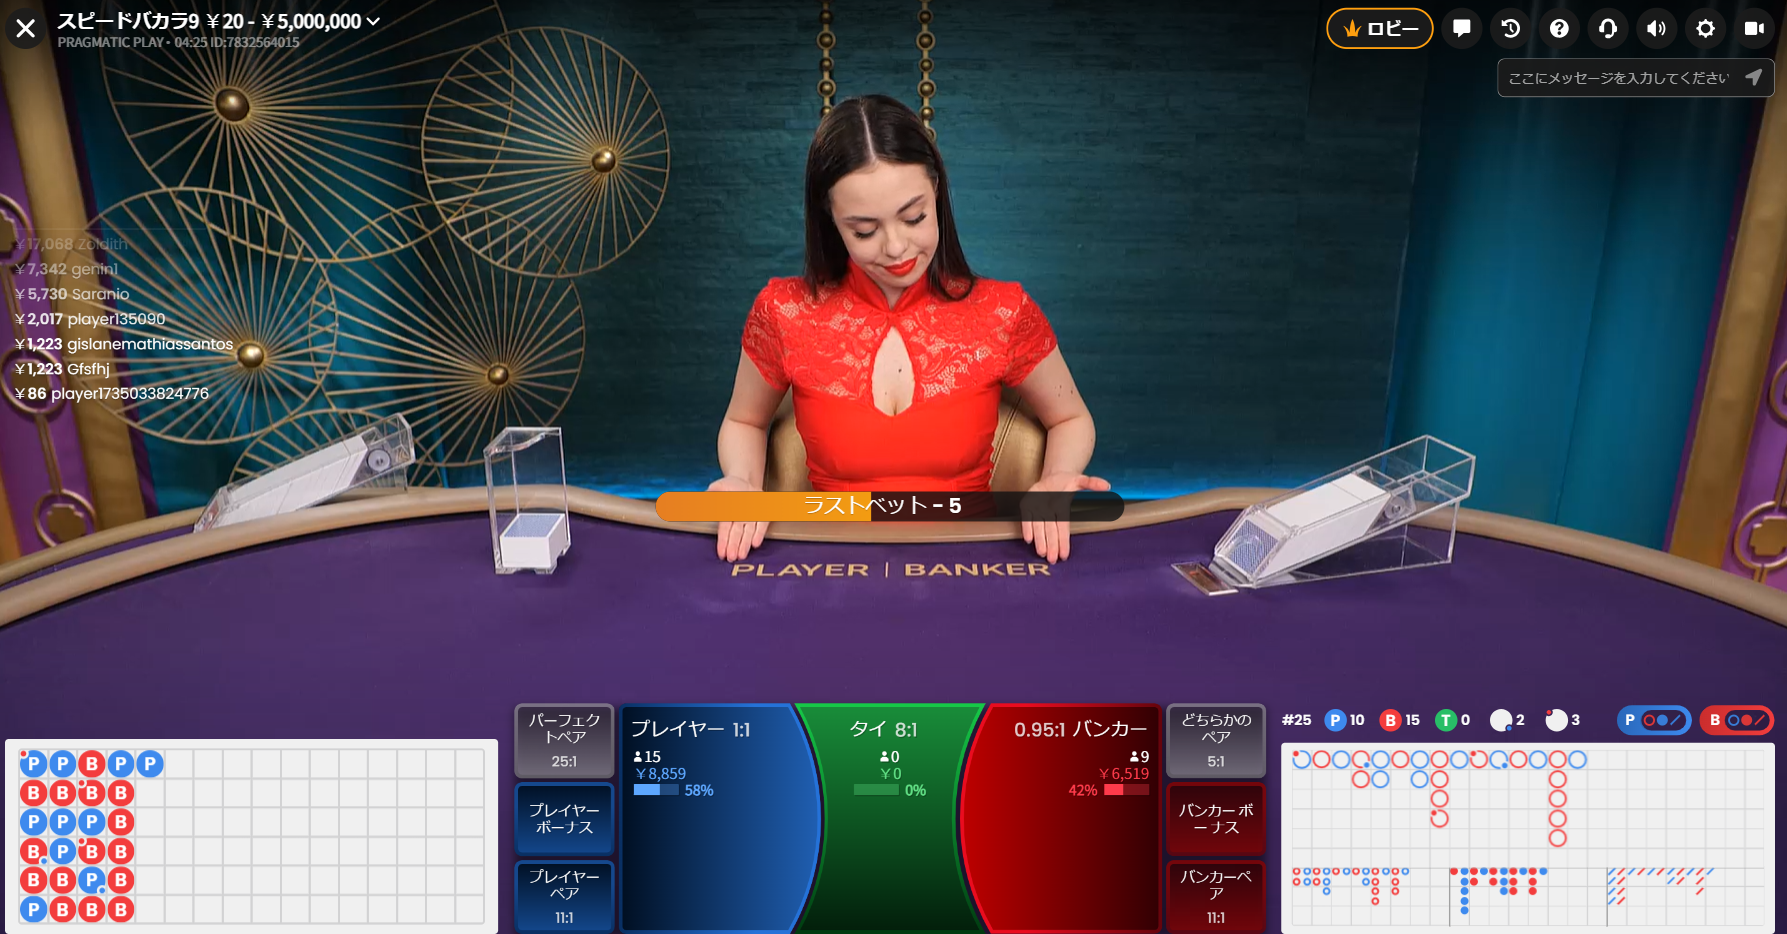 スピードバカラ9 ￥20 - ￥5,000,000
PRAGMATIC PLAY • 04:25 ID:7832564015
ロビー
ここにメッセージを入力してください
￥17,068 Zoldith
￥7,342 genin1
￥5,730 Saranio
￥2,017 player135090
￥1,223 gislanemathiassantos
￥1,223 Gfsfhj
￥86 player1735033824776
ラストベット - 5
PLAYER | BANKER
パーフェク
トペア
25:1
プレイヤー
ボーナス
プレイヤー
ペア
11:1
プレイヤー 1:1
15
￥8,859
58%
タイ 8:1
0
￥0
0%
0.95:1 バンカー
9
￥6,519
42%
どちらかの
ペア
5:1
バンカー ボ
ーナス
バンカーペ
ア
11:1
#25 P 10 B 15 T 0 2 3 P B
P P B P P
B B B B
P P P B
B P B B
B B P B
P B B B